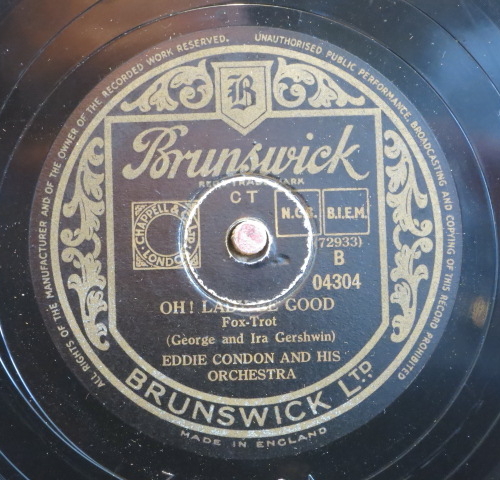 ALL RIGHTS OF THE MANUFACTURER AND OF THE OWNER OF THE RECORDED WORK RESERVED. UNAUTHORISED PUBLIC PERFORMANCE, BROADCASTING AND COPYING OF THIS RECORD PROHIBITED
B
Brunswick
REGD TRADE MARK
CT
CHAPPELL &
LONDON
N.C.B. B.I.E.M.
(72933)
B
04304
OH! LADY BE GOOD
Fox-Trot
(George and Ira Gershwin)
EDDIE CONDON AND HIS
ORCHESTRA
BRUNSWICK LTD
MADE IN ENGLAND